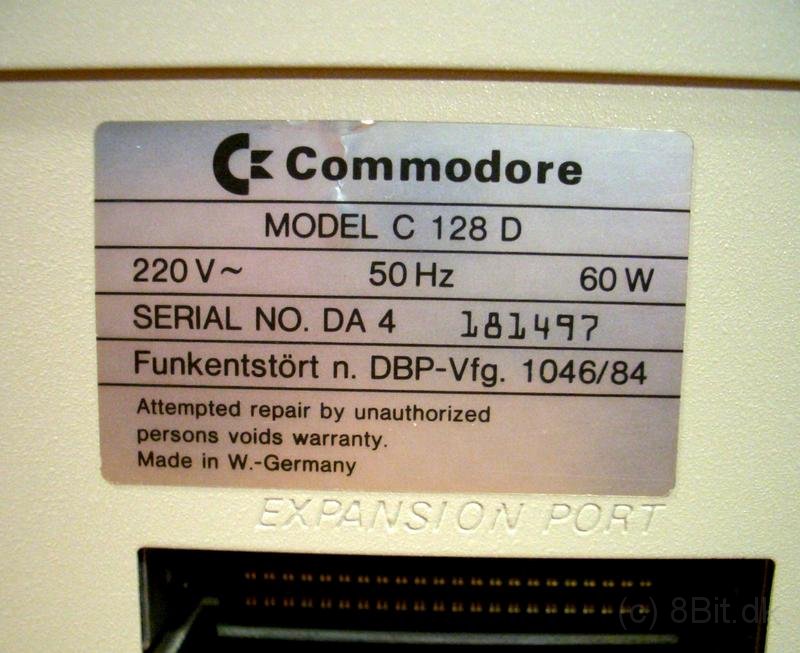 Commodore
MODEL C 128 D
220 V~ 50 Hz 60 W
SERIAL NO. DA 4 181497
Funkentstört n. DBP-Vfg. 1046/84
Attempted repair by unauthorized
persons voids warranty.
Made in W.-Germany
EXPANSION PORT
(c) 8Bit.dk